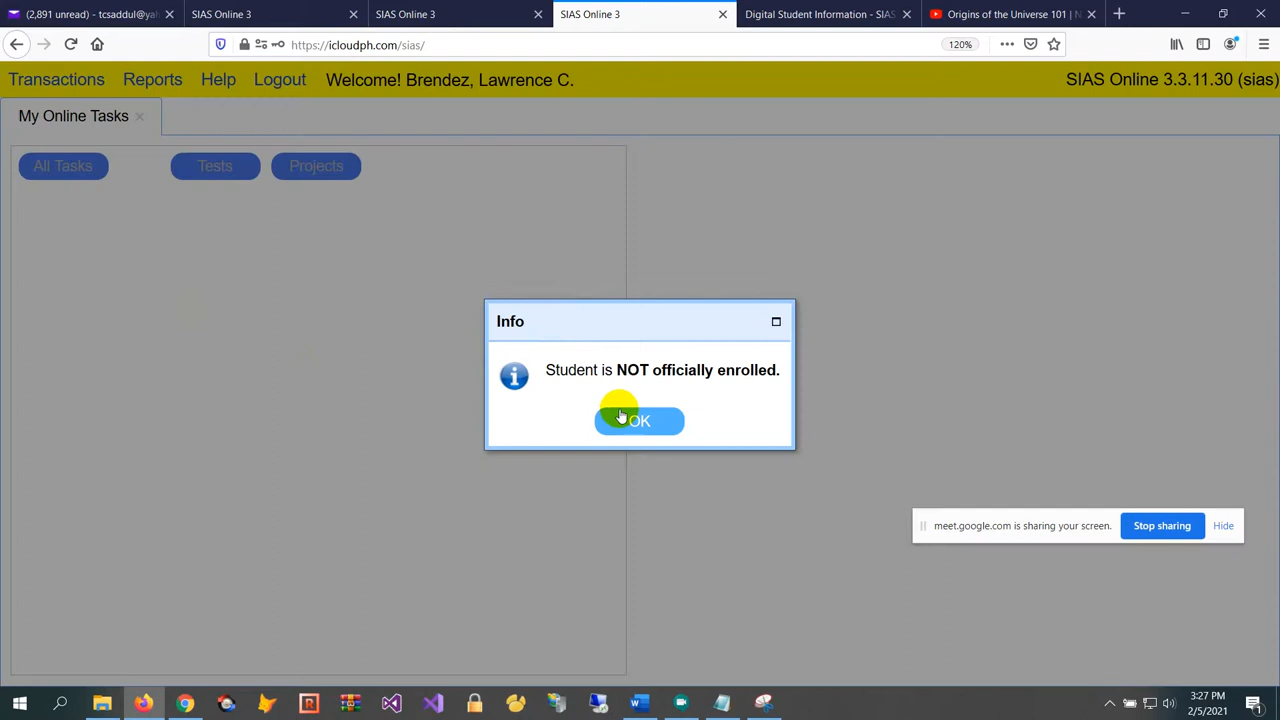 (2,891 unread) - tcsaddul@yah
SIAS Online 3
SIAS Online 3
SIAS Online 3
Digital Student Information - SIAS
Origins of the Universe 101 | N
https://icloudph.com/sias/
120%
Transactions Reports Help Logout Welcome! Brendez, Lawrence C. SIAS Online 3.3.11.30 (sias)
My Online Tasks
All Tasks Tests Projects
Info
Student is NOT officially enrolled.
OK
meet.google.com is sharing your screen. Stop sharing Hide
3:27 PM
2/5/2021